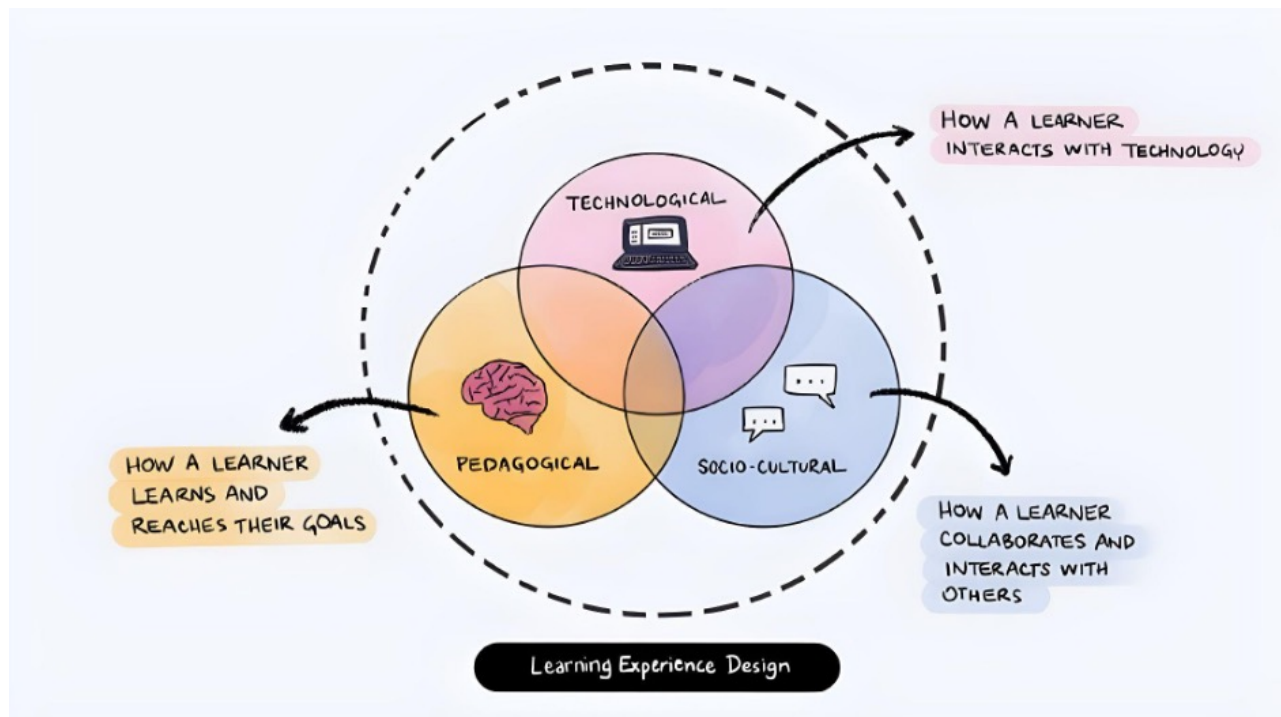 HOW A LEARNER
INTERACTS WITH TECHNOLOGY
TECHNOLOGICAL
PEDAGOGICAL
SOCIO-CULTURAL
HOW A LEARNER
LEARNS AND
REACHES THEIR GOALS
HOW A LEARNER
COLLABORATES AND
INTERACTS WITH
OTHERS
Learning Experience Design